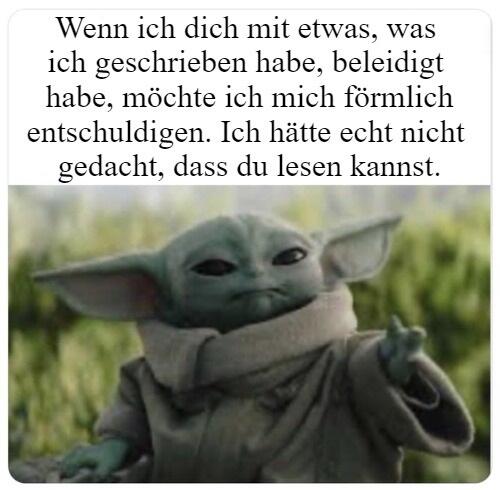 Wenn ich dich mit etwas, was
ich geschrieben habe, beleidigt
habe, möchte ich mich förmlich
entschuldigen. Ich hätte echt nicht
gedacht, dass du lesen kannst.